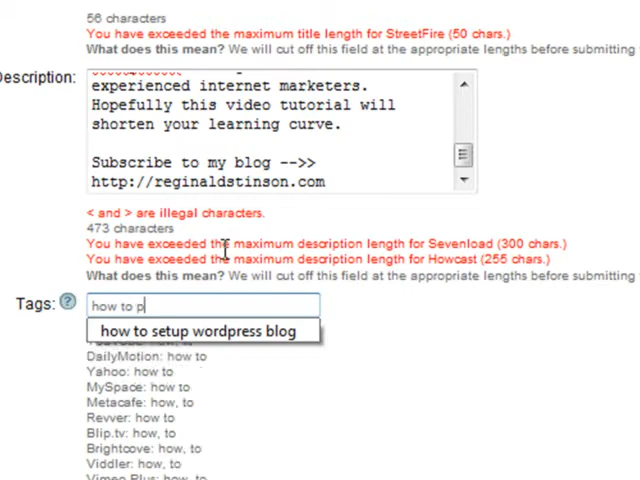 56 characters
You have exceeded the maximum title length for StreetFire (50 chars.)
What does this mean? We will cut off this field at the appropriate lengths before submitting
Description:
experienced internet marketers.
Hopefully this video tutorial will
shorten your learning curve.
Subscribe to my blog -->>
http://reginaldstinson.com
< and > are illegal characters.
473 characters
You have exceeded the maximum description length for Sevenload (300 chars.)
You have exceeded the maximum description length for Howcast (255 chars.)
What does this mean? We will cut off this field at the appropriate lengths before submitting
Tags: ? how to p
how to setup wordpress blog
DailyMotion: how to
Yahoo: how to
MySpace: how to
Metacafe: how, to
Revver: how to
Blip.tv: how, to
Brightcove: how, to
Viddler: how, to
Vimeo Plus: how, to